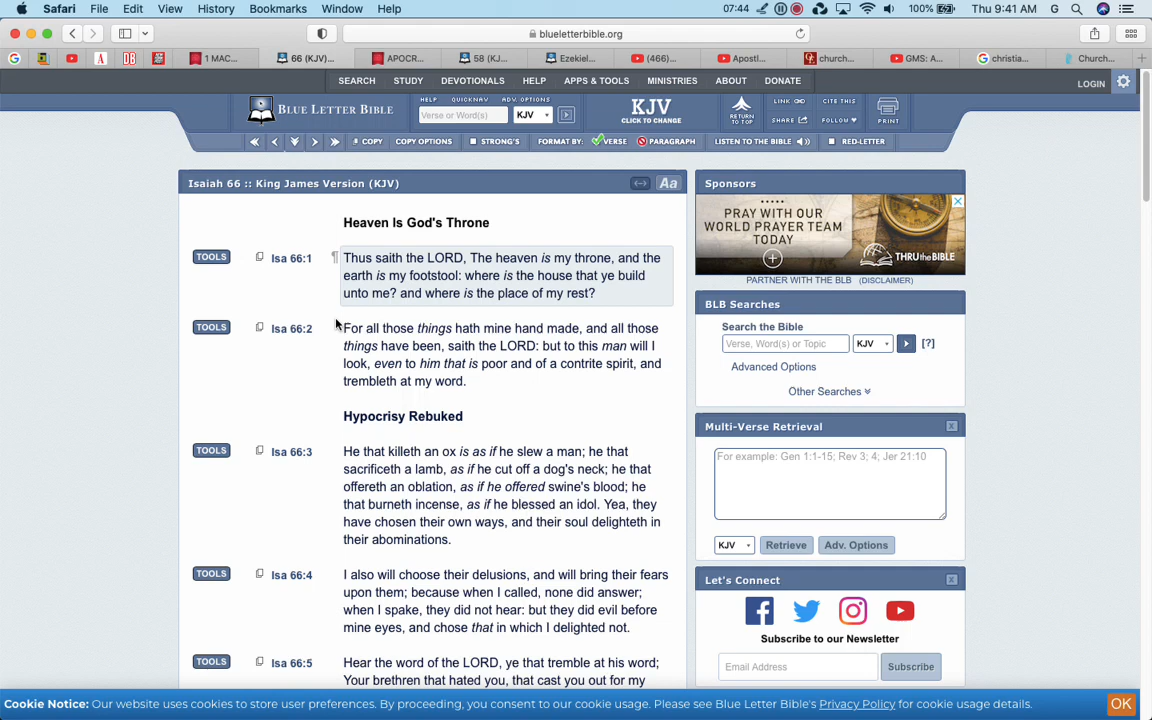 Safari File Edit View History Bookmarks Window Help 07:44 100% Thu 9:41 AM G
blueletterbible.org
1 MAC... 66 (KJV)... APOCR... 58 (KJ... Ezekiel... (466)... Apostl... church... GMS: A... christia... Church...
SEARCH STUDY DEVOTIONALS HELP APPS & TOOLS MINISTRIES ABOUT DONATE LOGIN
BLUE LETTER BIBLE
HELP QUICKNAV ADV. OPTIONS
Verse or Word(s) KJV
KJV
CLICK TO CHANGE
RETURN TO TOP
LINK CITE THIS
SHARE FOLLOW
PRINT
COPY COPY OPTIONS STRONG'S FORMAT BY: VERSE PARAGRAPH LISTEN TO THE BIBLE RED-LETTER
Isaiah 66 :: King James Version (KJV) Aa
Heaven Is God's Throne
TOOLS Isa 66:1 ¶ Thus saith the LORD, The heaven is my throne, and the
earth is my footstool: where is the house that ye build
unto me? and where is the place of my rest?
TOOLS Isa 66:2 For all those things hath mine hand made, and all those
things have been, saith the LORD: but to this man will I
look, even to him that is poor and of a contrite spirit, and
trembleth at my word.
Hypocrisy Rebuked
TOOLS Isa 66:3 He that killeth an ox is as if he slew a man; he that
sacrificeth a lamb, as if he cut off a dog's neck; he that
offereth an oblation, as if he offered swine's blood; he
that burneth incense, as if he blessed an idol. Yea, they
have chosen their own ways, and their soul delighteth in
their abominations.
TOOLS Isa 66:4 I also will choose their delusions, and will bring their fears
upon them; because when I called, none did answer;
when I spake, they did not hear: but they did evil before
mine eyes, and chose that in which I delighted not.
TOOLS Isa 66:5 Hear the word of the LORD, ye that tremble at his word;
Your brethren that hated you, that cast you out for my
Sponsors
PRAY WITH OUR
WORLD PRAYER TEAM
TODAY
THRU THE BIBLE
PARTNER WITH THE BLB (DISCLAIMER)
BLB Searches
Search the Bible
Verse, Word(s) or Topic KJV [?]
Advanced Options
Other Searches
Multi-Verse Retrieval
For example: Gen 1:1-15; Rev 3; 4; Jer 21:10
KJV Retrieve Adv. Options
Let's Connect
Subscribe to our Newsletter
Email Address Subscribe
Cookie Notice: Our website uses cookies to store user preferences. By proceeding, you consent to our cookie usage. Please see Blue Letter Bible's Privacy Policy for cookie usage details. OK